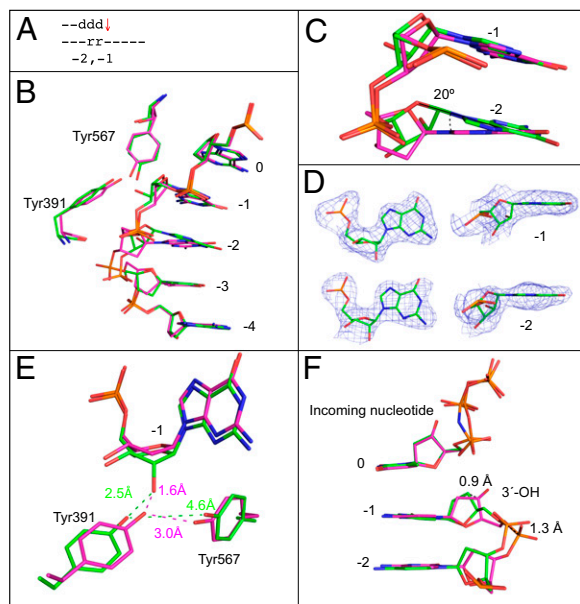 A
--ddd↓
---rr-----
-2,-1
B
Tyr567
Tyr391
0
-1
-2
-3
-4
C
-1
20º
-2
D
-1
-2
E
-1
2.5Å
1.6Å
4.6Å
Tyr391
3.0Å
Tyr567
F
Incoming nucleotide
0
0.9 Å
3´-OH
-1
1.3 Å
-2